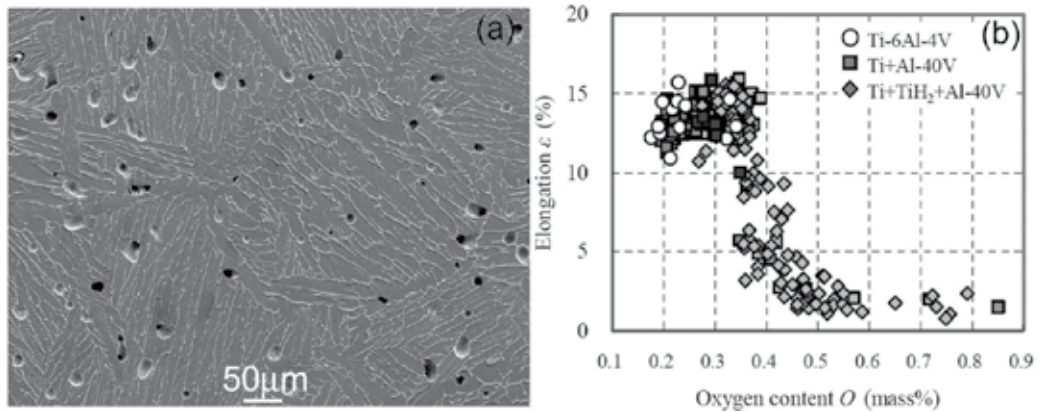 (a)
50μm
(b)
20
15
10
5
0
Elongation ε (%)
Ti-6Al-4V
Ti+Al-40V
Ti+TiH₂+Al-40V
0.1 0.2 0.3 0.4 0.5 0.6 0.7 0.8 0.9
Oxygen content O (mass%)